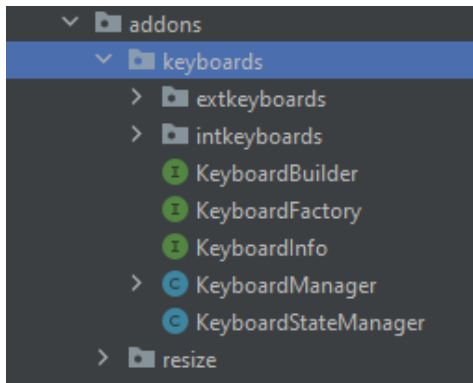 addons
keyboards
extkeyboards
intkeyboards
I KeyboardBuilder
I KeyboardFactory
I KeyboardInfo
C KeyboardManager
C KeyboardStateManager
resize